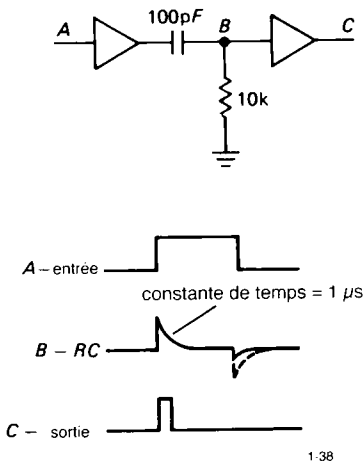 100pF
A
B
C
10k
A – entrée
constante de temps = 1 µs
B – RC
C – sortie
1-38